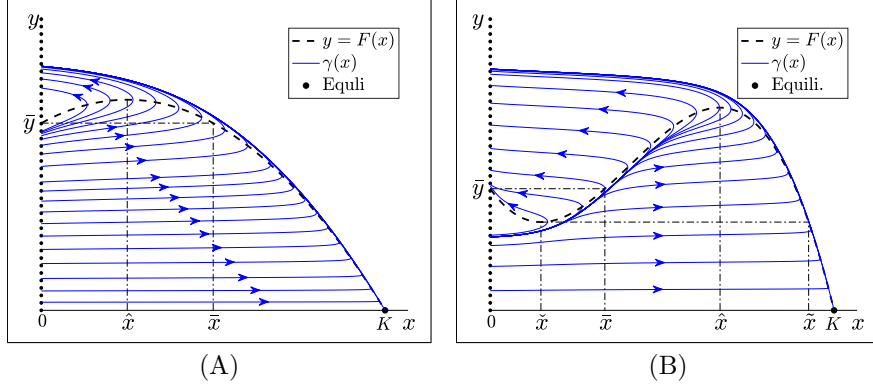 y
y = F(x)
γ(x)
Equli
y̅
0
x̂
x̅
K
x
(A)
y
y = F(x)
γ(x)
Equili.
y̅
0
x̌
x̅
x̂
x̃
K
x
(B)